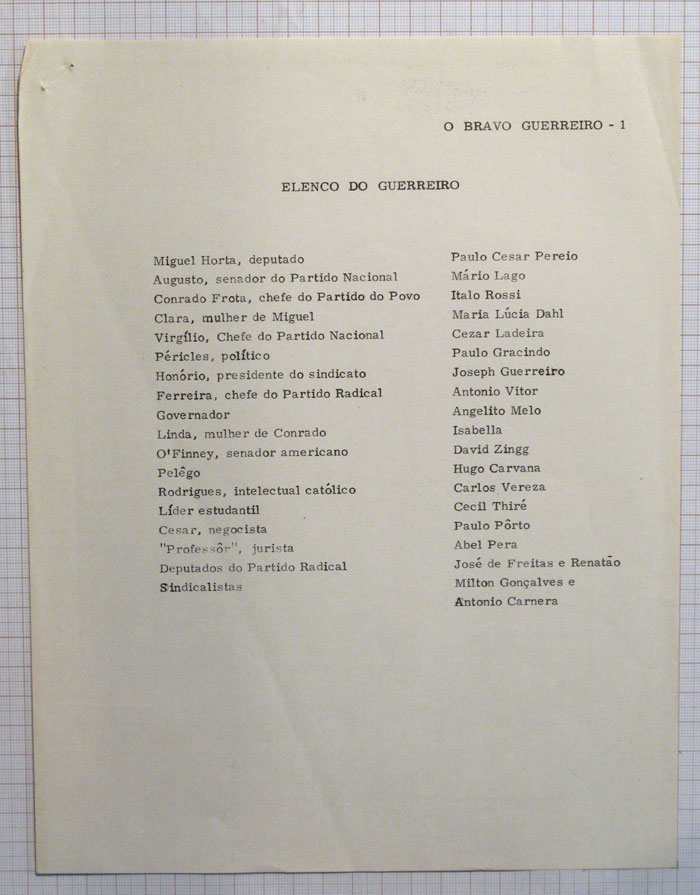 O BRAVO GUERREIRO - 1
ELENCO DO GUERREIRO
Miguel Horta, deputado Paulo Cesar Pereio
Augusto, senador do Partido Nacional Mário Lago
Conrado Frota, chefe do Partido do Povo Italo Rossi
Clara, mulher de Miguel Maria Lúcia Dahl
Virgílio, Chefe do Partido Nacional Cezar Ladeira
Péricles, político Paulo Gracindo
Honório, presidente do sindicato Joseph Guerreiro
Ferreira, chefe do Partido Radical Antonio Vitor
Governador Angelito Melo
Linda, mulher de Conrado Isabella
O'Finney, senador americano David Zingg
Pelêgo Hugo Carvana
Rodrigues, intelectual católico Carlos Vereza
Líder estudantil Cecil Thiré
Cesar, negocista Paulo Pôrto
"Professôr", jurista Abel Pera
Deputados do Partido Radical José de Freitas e Renatão
Sindicalistas Milton Gonçalves e
Antonio Carnera